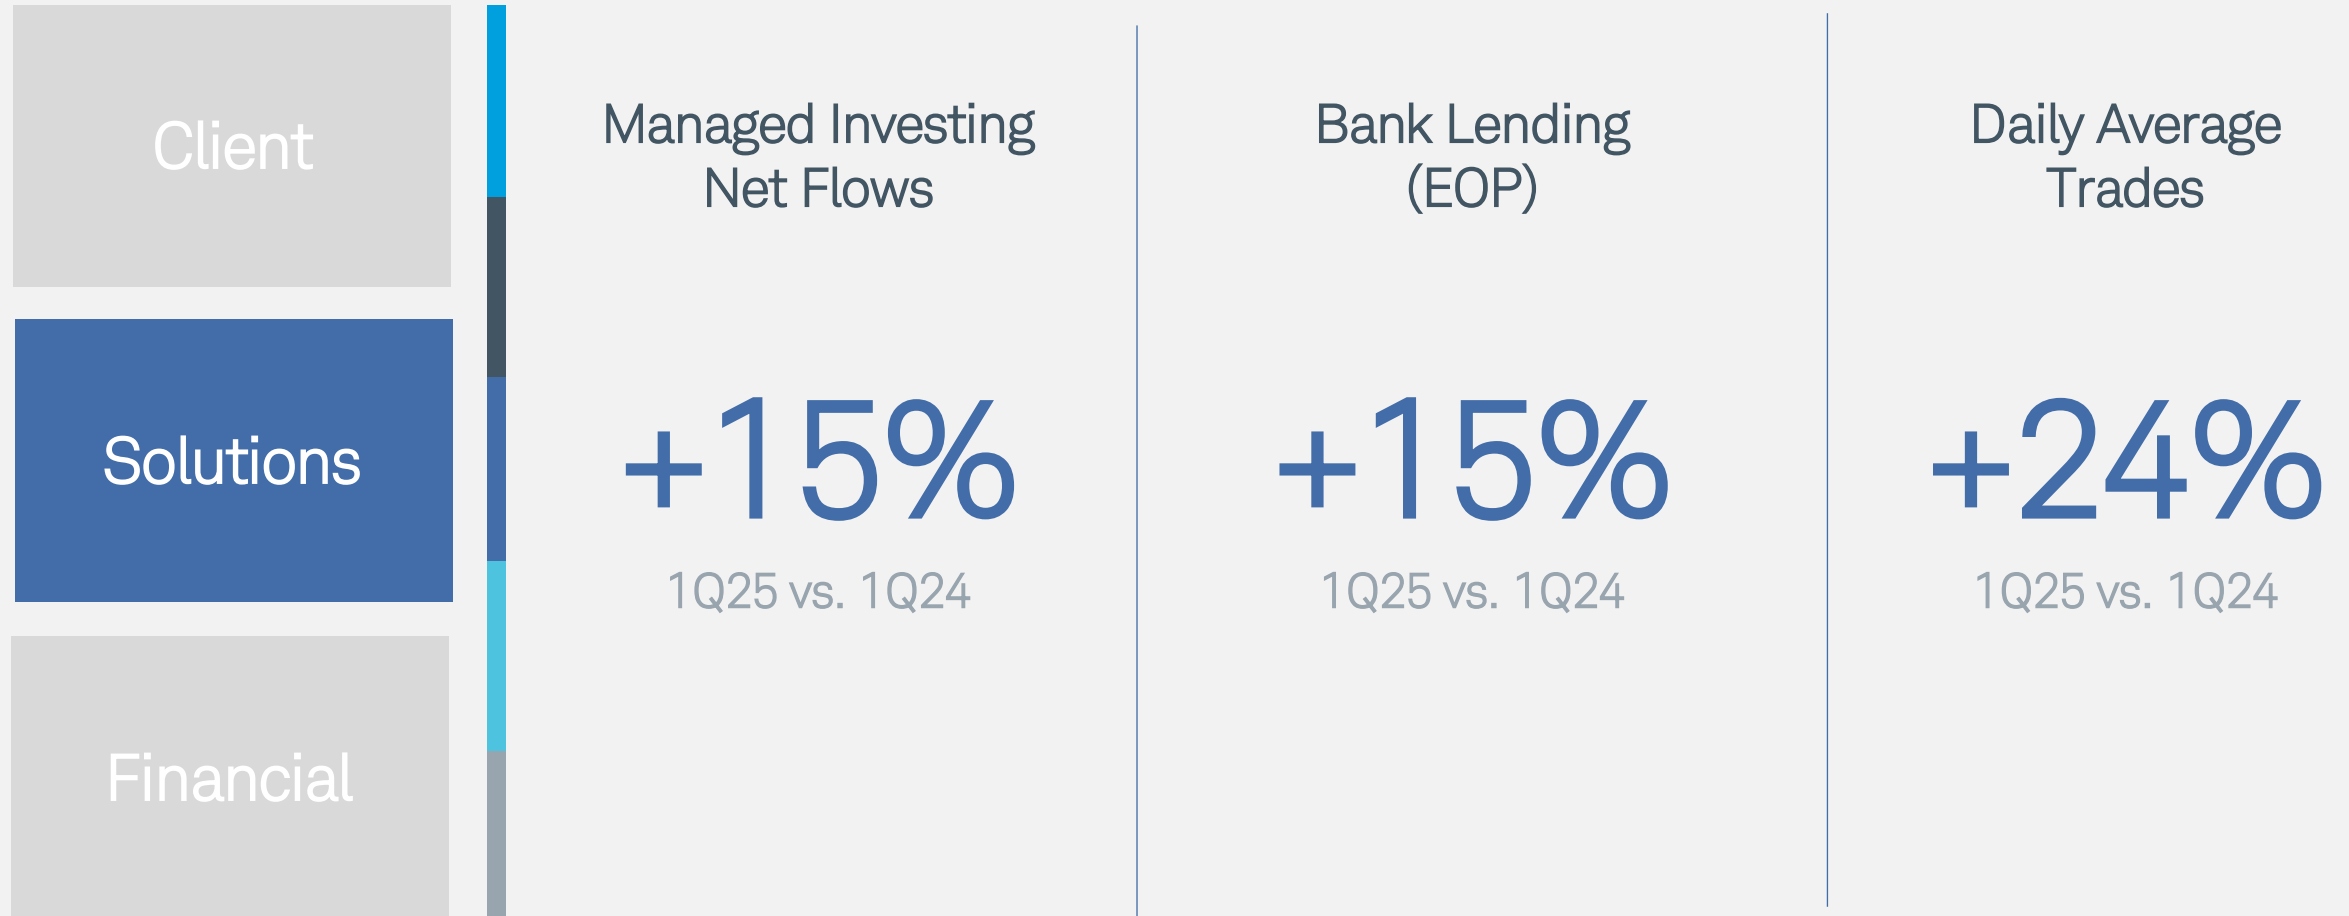 Client
Solutions
Financial
Managed Investing
Net Flows
+15%
1Q25 vs. 1Q24
Bank Lending
(EOP)
+15%
1Q25 vs. 1Q24
Daily Average
Trades
+24%
1Q25 vs. 1Q24